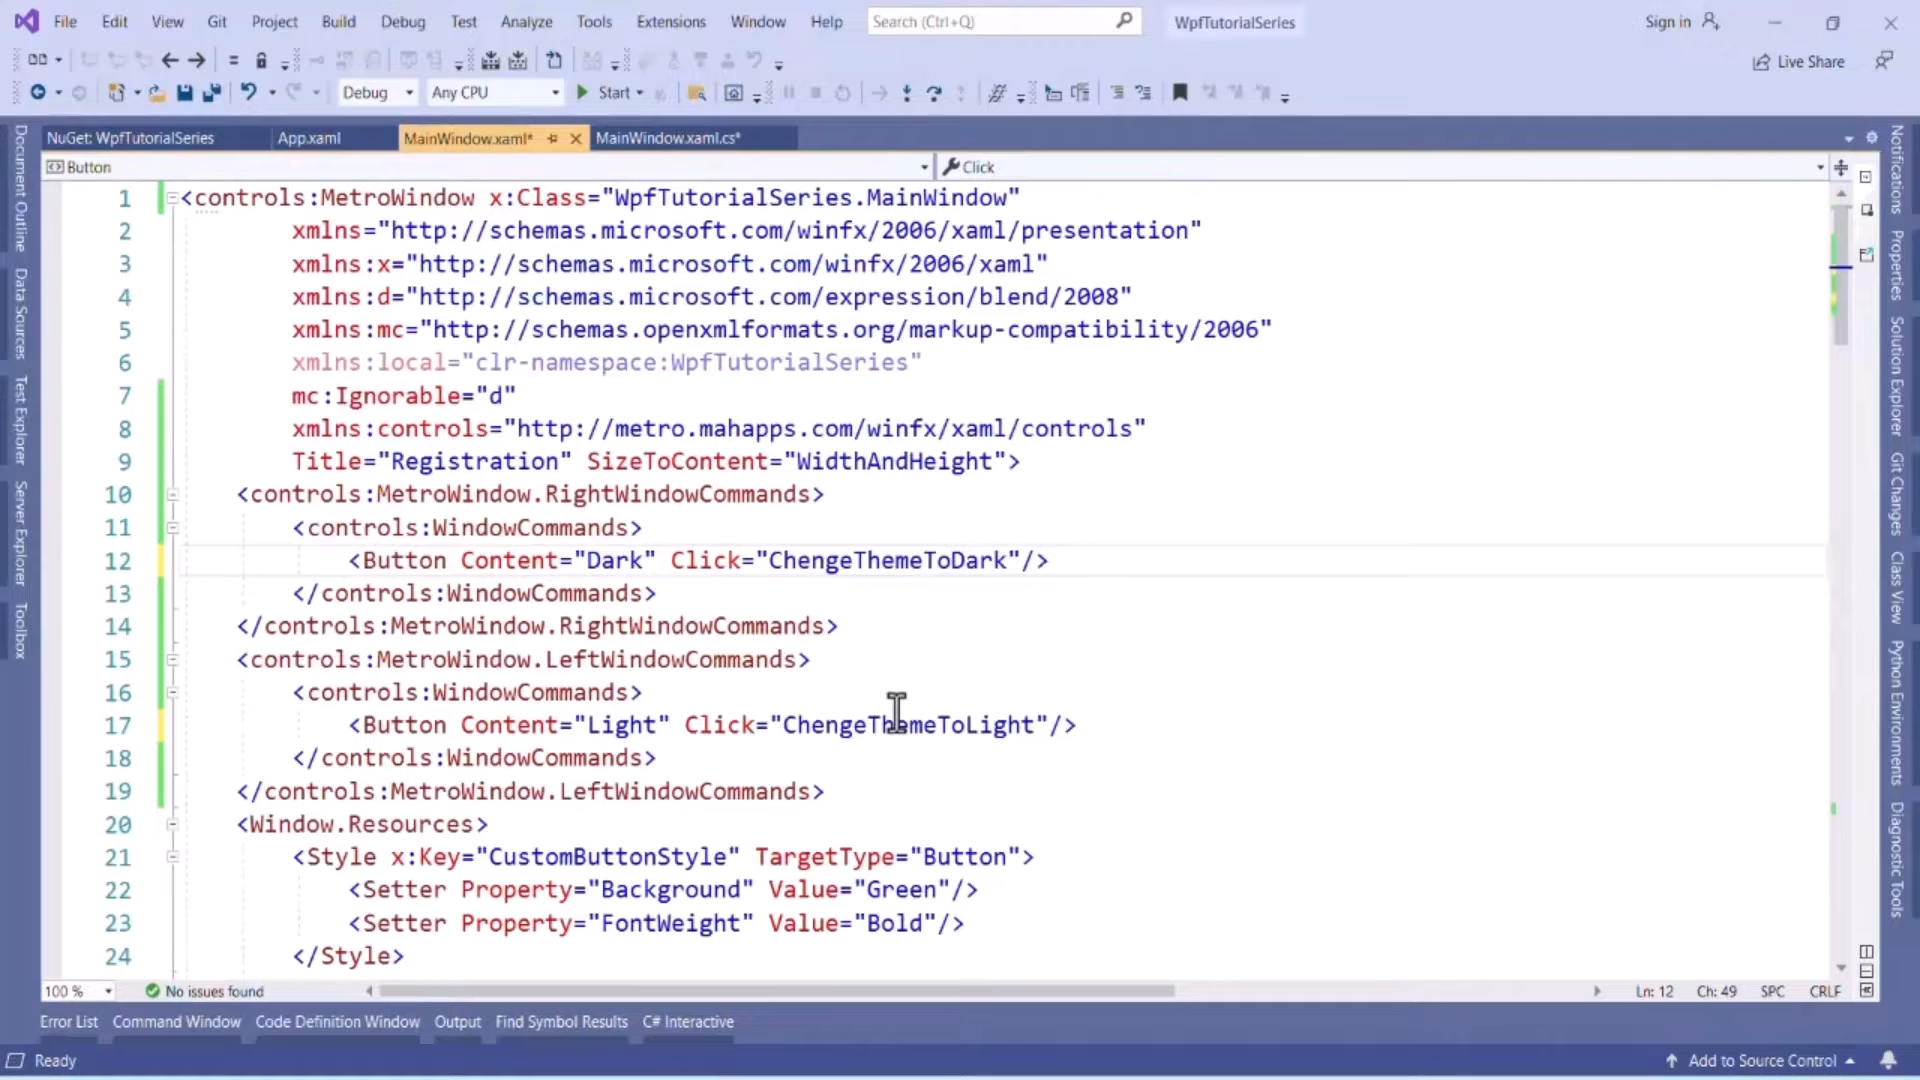 File Edit View Git Project Build Debug Test Analyze Tools Extensions Window Help Search (Ctrl+Q) WpfTutorialSeries Sign in
Live Share
Debug Any CPU Start
NuGet: WpfTutorialSeries App.xaml MainWindow.xaml* MainWindow.xaml.cs*
Button Click
1 <controls:MetroWindow x:Class="WpfTutorialSeries.MainWindow"
2 xmlns="http://schemas.microsoft.com/winfx/2006/xaml/presentation"
3 xmlns:x="http://schemas.microsoft.com/winfx/2006/xaml"
4 xmlns:d="http://schemas.microsoft.com/expression/blend/2008"
5 xmlns:mc="http://schemas.openxmlformats.org/markup-compatibility/2006"
6 xmlns:local="clr-namespace:WpfTutorialSeries"
7 mc:Ignorable="d"
8 xmlns:controls="http://metro.mahapps.com/winfx/xaml/controls"
9 Title="Registration" SizeToContent="WidthAndHeight">
10 <controls:MetroWindow.RightWindowCommands>
11 <controls:WindowCommands>
12 <Button Content="Dark" Click="ChengeThemeToDark"/>
13 </controls:WindowCommands>
14 </controls:MetroWindow.RightWindowCommands>
15 <controls:MetroWindow.LeftWindowCommands>
16 <controls:WindowCommands>
17 <Button Content="Light" Click="ChengeThemeToLight"/>
18 </controls:WindowCommands>
19 </controls:MetroWindow.LeftWindowCommands>
20 <Window.Resources>
21 <Style x:Key="CustomButtonStyle" TargetType="Button">
22 <Setter Property="Background" Value="Green"/>
23 <Setter Property="FontWeight" Value="Bold"/>
24 </Style>
100 % No issues found Ln: 12 Ch: 49 SPC CRLF
Error List Command Window Code Definition Window Output Find Symbol Results C# Interactive
Ready Add to Source Control
Document Outline
Data Sources
Test Explorer
Server Explorer
Toolbox
Notifications
Properties
Solution Explorer
Git Changes
Class View
Python Environments
Diagnostic Tools